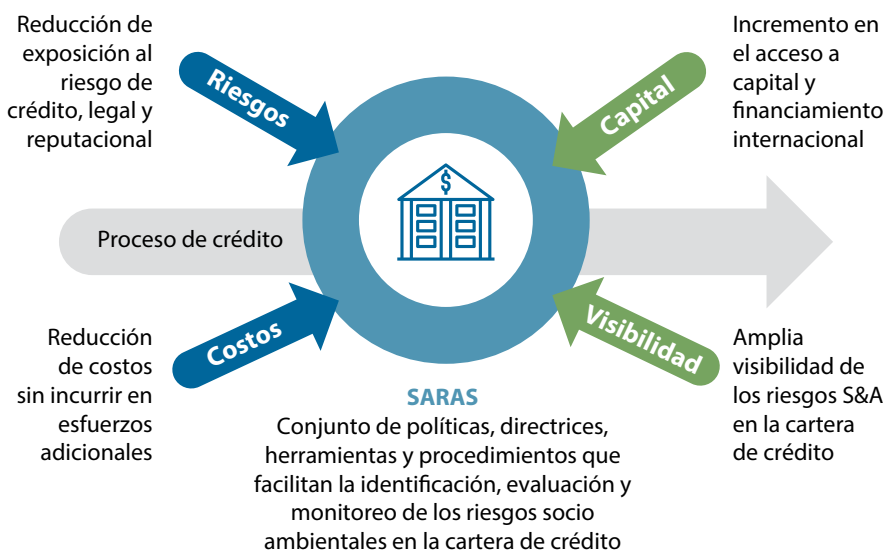 Reducción de
exposición al
riesgo de
crédito, legal y
reputacional
Riesgos
Capital
Incremento en
el acceso a
capital y
financiamiento
internacional
$
Proceso de crédito
Reducción
de costos
sin incurrir en
esfuerzos
adicionales
Costos
Visibilidad
Amplia
visibilidad de
los riesgos S&A
en la cartera
de crédito
SARAS
Conjunto de políticas, directrices,
herramientas y procedimientos que
facilitan la identificación, evaluación y
monitoreo de los riesgos socio
ambientales en la cartera de crédito